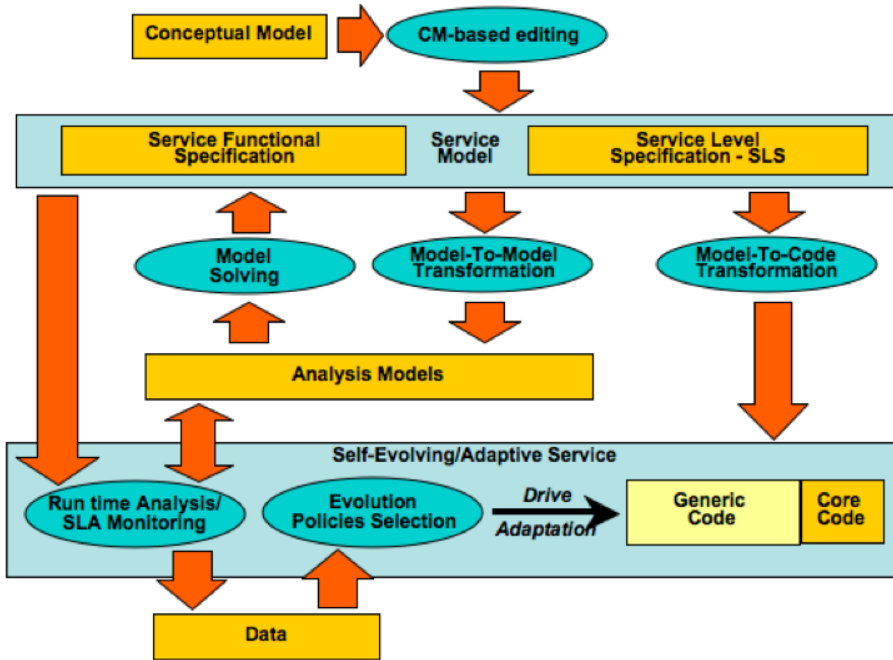 Conceptual Model
CM-based editing
Service Functional
Specification
Service
Model
Service Level
Specification - SLS
Model
Solving
Model-To-Model
Transformation
Model-To-Code
Transformation
Analysis Models
Self-Evolving/Adaptive Service
Run time Analysis/
SLA Monitoring
Evolution
Policies Selection
Drive
Adaptation
Generic
Code
Core
Code
Data